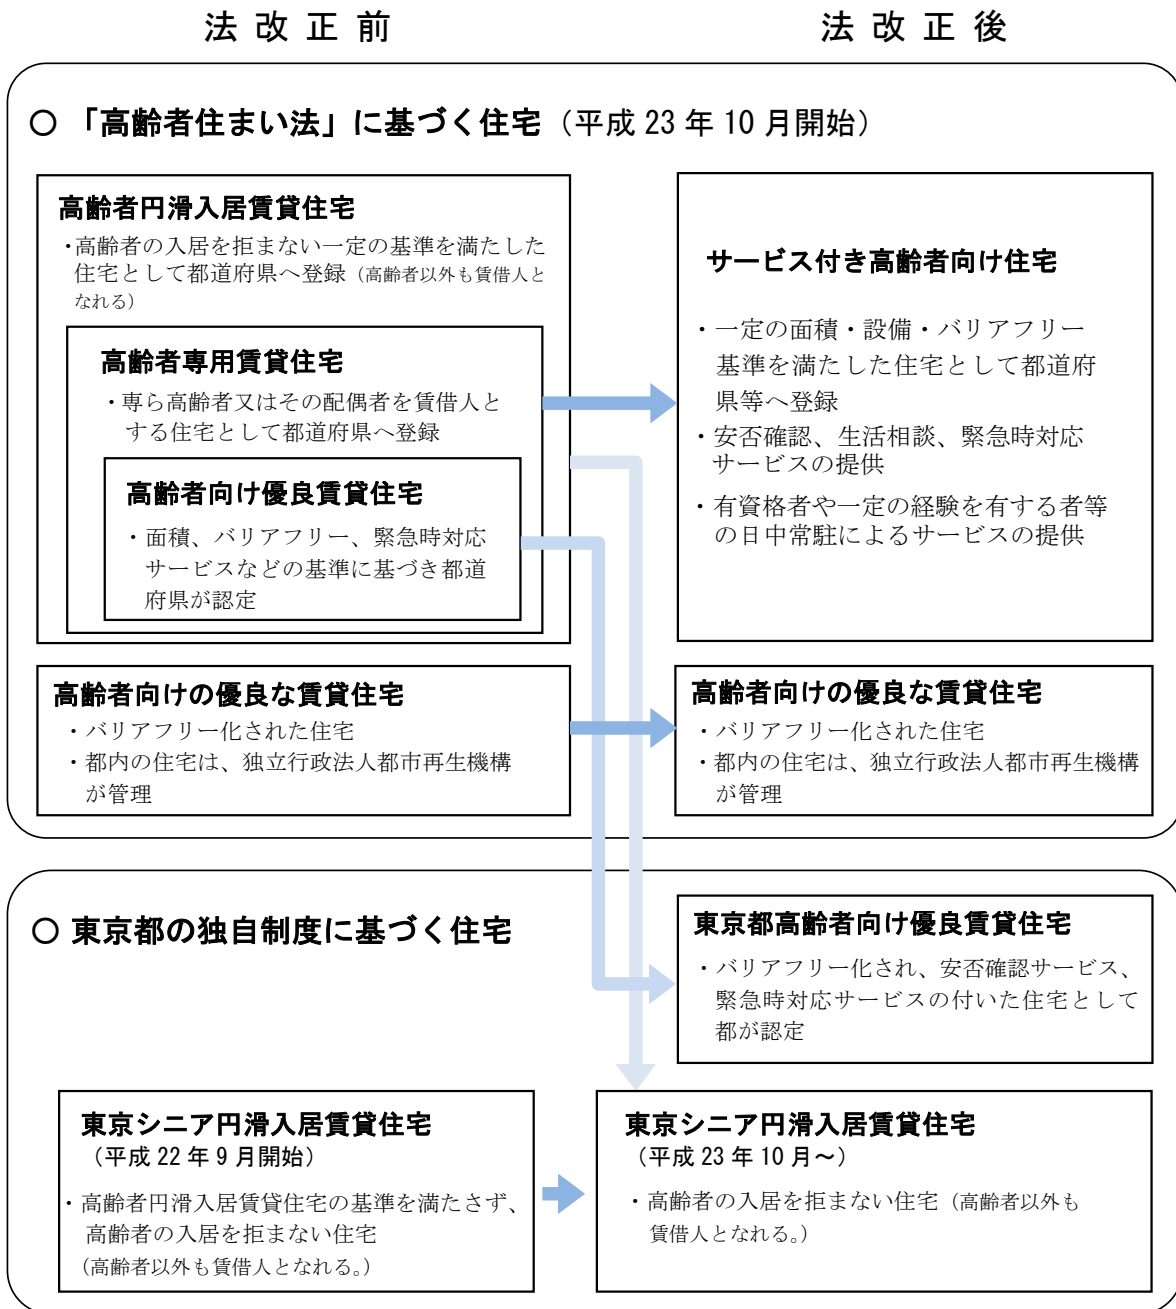 法改正前
法改正後
○ 「高齢者住まい法」に基づく住宅（平成 23 年 10 月開始）
高齢者円滑入居賃貸住宅
・高齢者の入居を拒まない一定の基準を満たした
住宅として都道府県へ登録（高齢者以外も賃借人と
なれる）
高齢者専用賃貸住宅
・専ら高齢者又はその配偶者を賃借人と
する住宅として都道府県へ登録
高齢者向け優良賃貸住宅
・面積、バリアフリー、緊急時対応
サービスなどの基準に基づき都道
府県が認定
サービス付き高齢者向け住宅
・一定の面積・設備・バリアフリー
基準を満たした住宅として都道府
県等へ登録
・安否確認、生活相談、緊急時対応
サービスの提供
・有資格者や一定の経験を有する者等
の日中常駐によるサービスの提供
高齢者向けの優良な賃貸住宅
・バリアフリー化された住宅
・都内の住宅は、独立行政法人都市再生機構
が管理
高齢者向けの優良な賃貸住宅
・バリアフリー化された住宅
・都内の住宅は、独立行政法人都市再生機構
が管理
○ 東京都の独自制度に基づく住宅
東京都高齢者向け優良賃貸住宅
・バリアフリー化され、安否確認サービス、
緊急時対応サービスの付いた住宅として
都が認定
東京シニア円滑入居賃貸住宅
（平成 22 年 9 月開始）
・高齢者円滑入居賃貸住宅の基準を満たさず、
高齢者の入居を拒まない住宅
（高齢者以外も賃借人となれる。）
東京シニア円滑入居賃貸住宅
（平成 23 年 10 月～）
・高齢者の入居を拒まない住宅（高齢者以外も
賃借人となれる。）